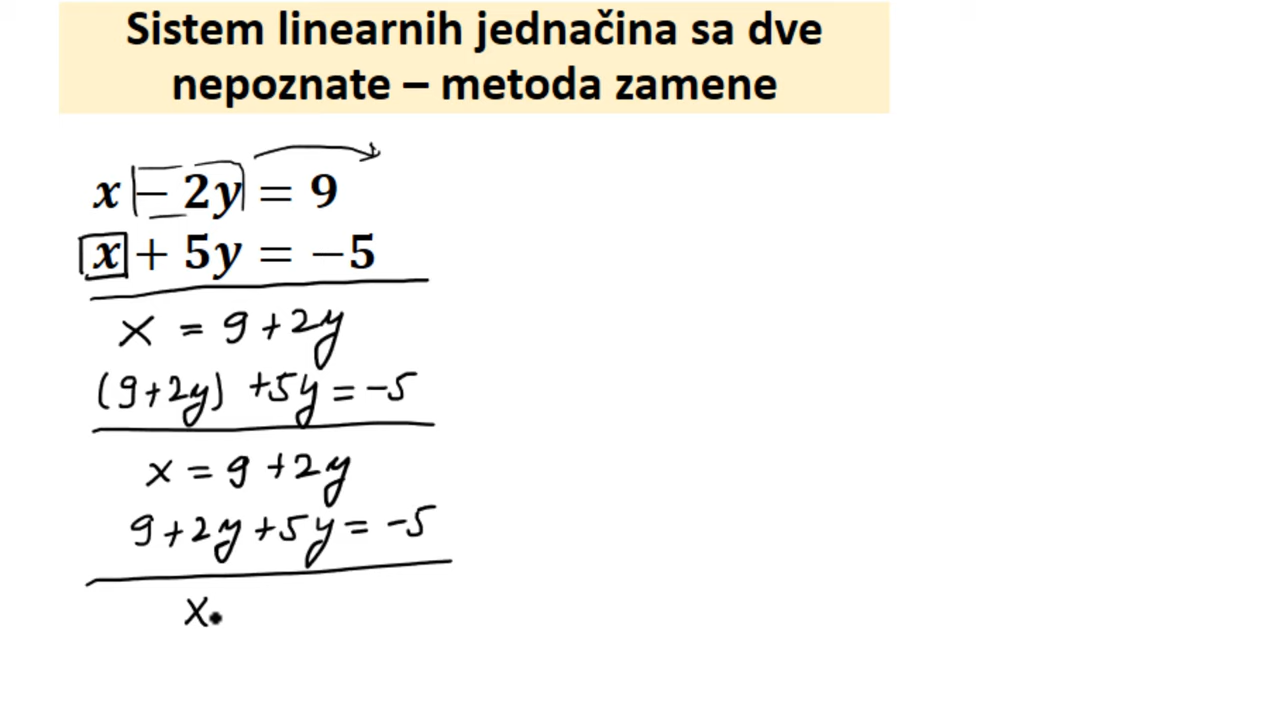 Sistem linearnih jednačina sa dve
nepoznate – metoda zamene
x − 2y = 9
x + 5y = −5
x = 9 + 2y
(9+2y) +5y = -5
x = 9 + 2y
9+2y+5y = -5
x